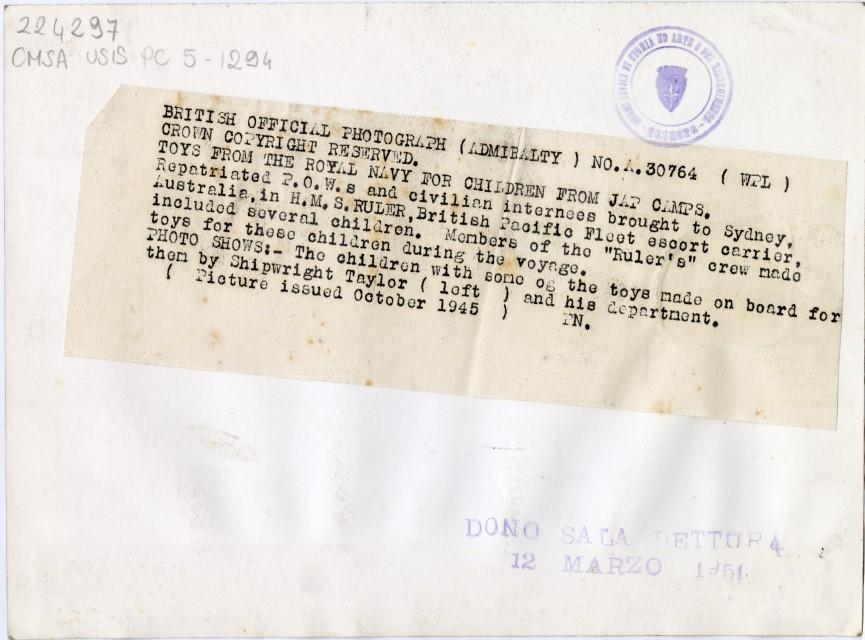 224297
CMSA USIS PC 5-1294
BRITISH OFFICIAL PHOTOGRAPH (ADMIRALTY ) NO.A.30764 ( WPL )
CROWN COPYRIGHT RESERVED.
TOYS FROM THE ROYAL NAVY FOR CHILDREN FROM JAP CAMPS.
Repatriated P.O.W.s and civilian internees brought to Sydney,
Australia,in H.M.S.RULER,British Pacific Fleet escort carrier,
included several children. Members of the "Ruler's" crew made
toys for these children during the voyage.
PHOTO SHOWS:- The children with some og the toys made on board for
them by Shipwright Taylor ( left ) and his department.
( Picture issued October 1945 ) PN.
DONO SALA LETTURA
12 MARZO 1951